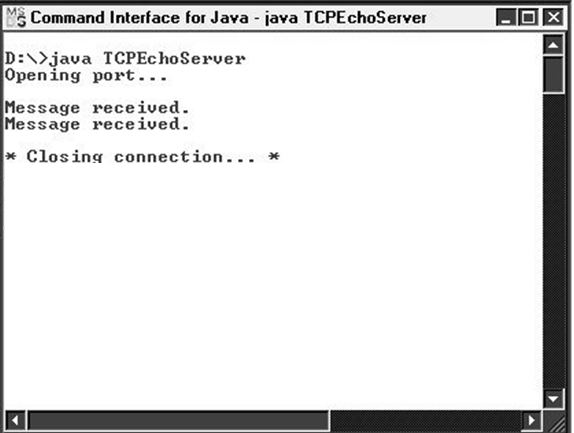 Command Interface for Java - java TCPEchoServer
D:\>java TCPEchoServer
Opening port...
Message received.
Message received.
* Closing connection... *